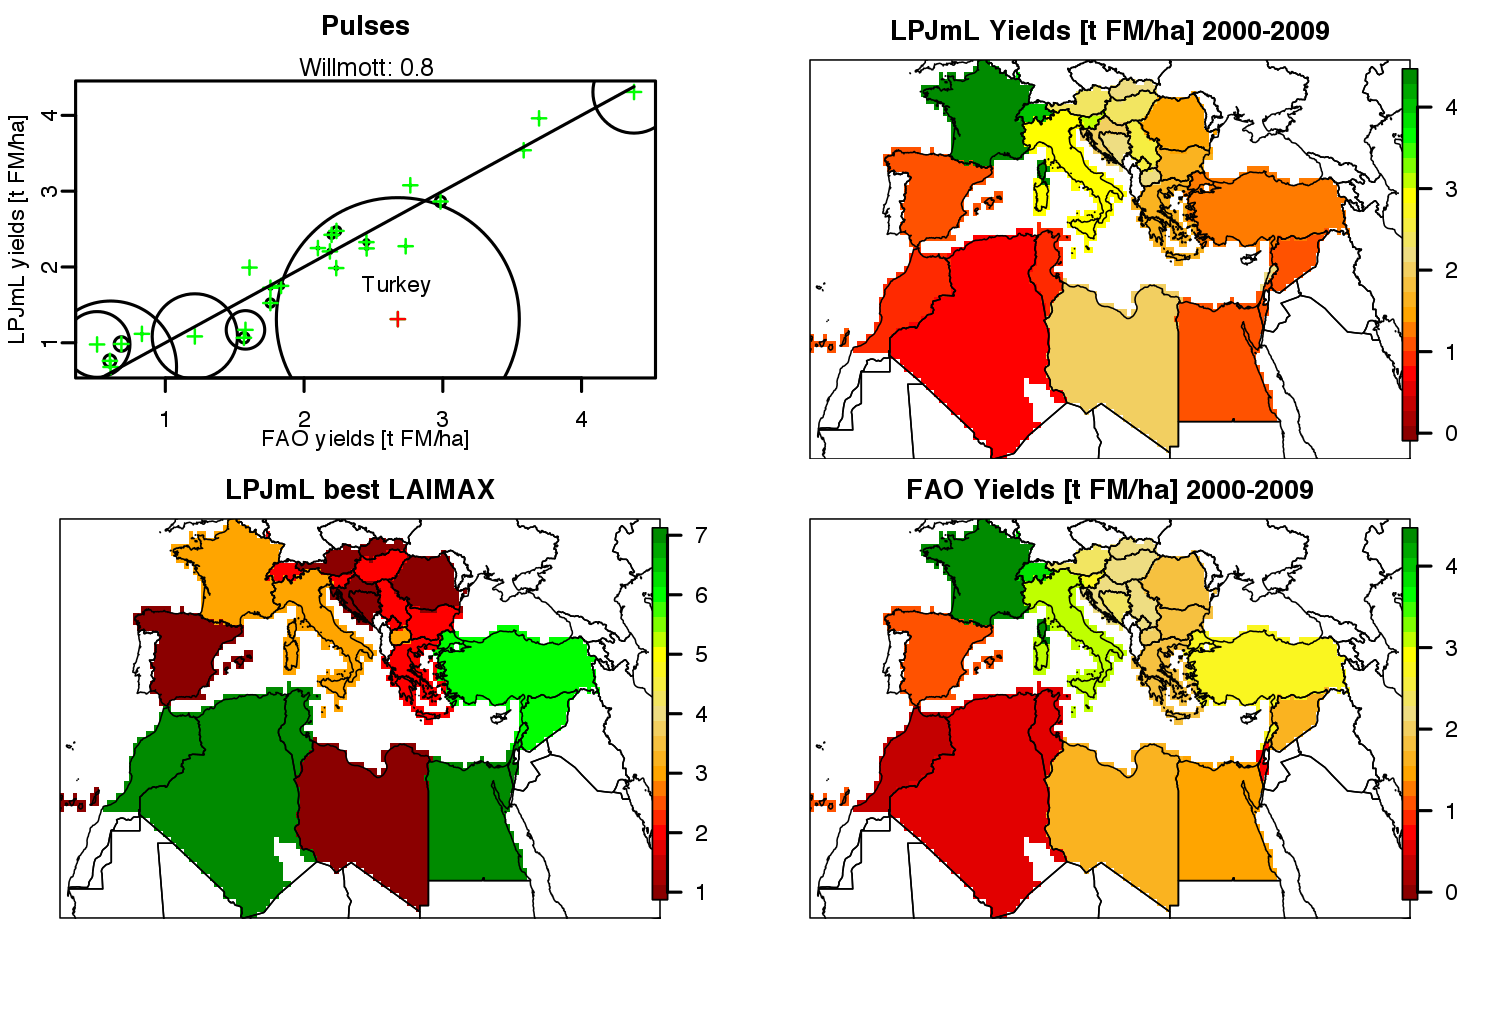 Pulses
Willmott: 0.8
LPJmL yields [t FM/ha]
4
3
2
1
Turkey
1 2 3 4
FAO yields [t FM/ha]
LPJmL Yields [t FM/ha] 2000-2009
4
3
2
1
0
LPJmL best LAIMAX
7
6
5
4
3
2
1
FAO Yields [t FM/ha] 2000-2009
4
3
2
1
0